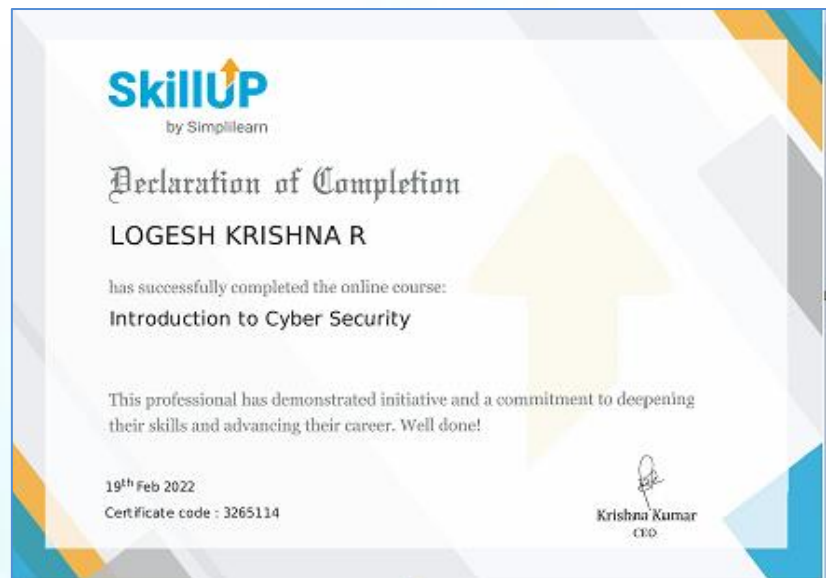 SkillUP
by Simplilearn
Declaration of Completion
LOGESH KRISHNA R
has successfully completed the online course:
Introduction to Cyber Security
This professional has demonstrated initiative and a commitment to deepening
their skills and advancing their career. Well done!
19th Feb 2022
Certificate code : 3265114
Krishna Kumar
CEO